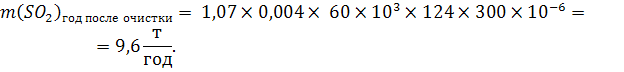 m(SO₂)год после очистки = 1,07 × 0,004 × 60 × 10³ × 124 × 300 × 10⁻⁶ =
= 9,6 т/год.